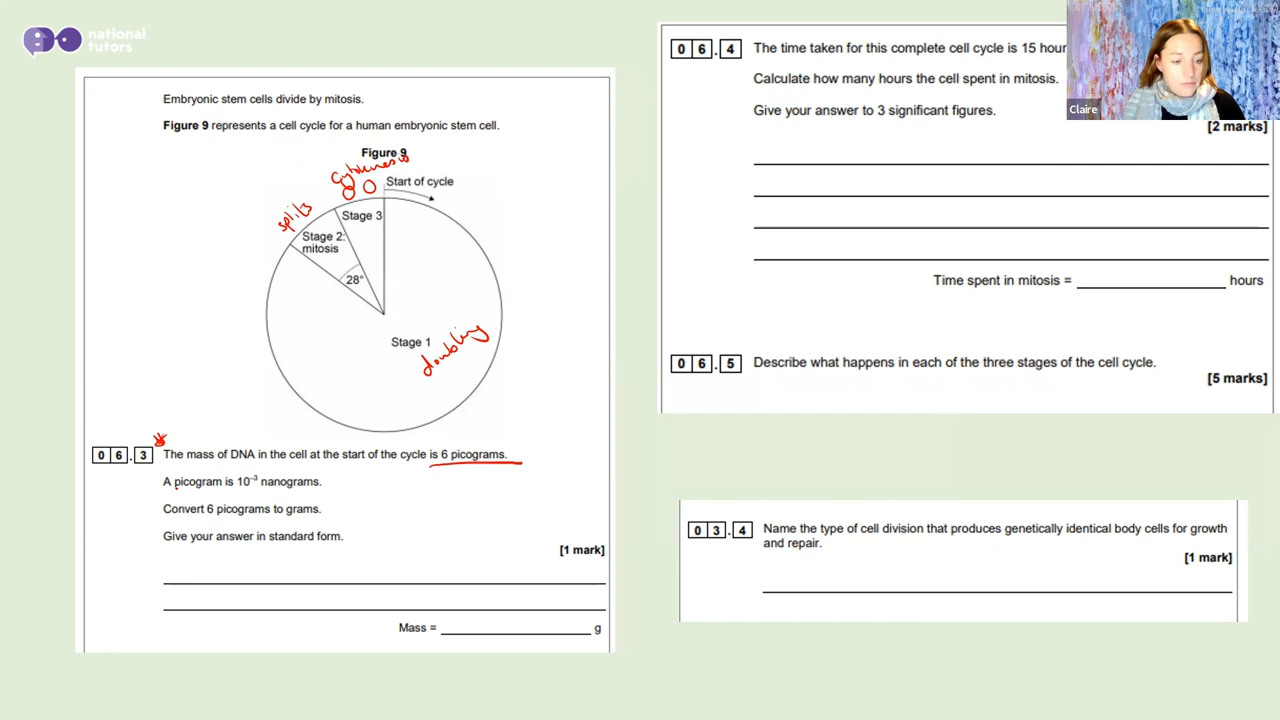 national
tutors
Embryonic stem cells divide by mitosis.
Figure 9 represents a cell cycle for a human embryonic stem cell.
Figure 9
cytokinesis
Start of cycle
splits
Stage 3
Stage 2:
mitosis
28°
Stage 1
doubling
0 6 . 3 The mass of DNA in the cell at the start of the cycle is 6 picograms.
A picogram is 10⁻³ nanograms.
Convert 6 picograms to grams.
Give your answer in standard form.
[1 mark]
Mass = g
0 6 . 4 The time taken for this complete cell cycle is 15 hour
Calculate how many hours the cell spent in mitosis.
Give your answer to 3 significant figures.
[2 marks]
Time spent in mitosis = hours
0 6 . 5 Describe what happens in each of the three stages of the cell cycle.
[5 marks]
0 3 . 4 Name the type of cell division that produces genetically identical body cells for growth
and repair.
[1 mark]
Claire